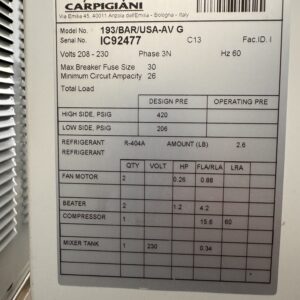 CARPIGIANI
Via Emilia 45, 40011 Anzola dell'Emilia - Bologna - Italy
Model No. 193/BAR/USA-AV G
Serial No. IC92477 C13 Fac.ID. I
Volts 208 - 230 Phase 3N Hz 60
Max Breaker Fuse Size 30
Minimum Circuit Ampacity 26
Total Load
DESIGN PRE OPERATING PRE
HIGH SIDE, PSIG 420
LOW SIDE, PSIG 206
REFRIGERANT R-404A AMOUNT (LB) 2.6
REFRIGERANT
QTY VOLT HP FLA/RLA LRA
FAN MOTOR 2 0.26 0.88
BEATER 2 1.2 4.2
COMPRESSOR 1 15.6 60
MIXER TANK 1 230 0.34